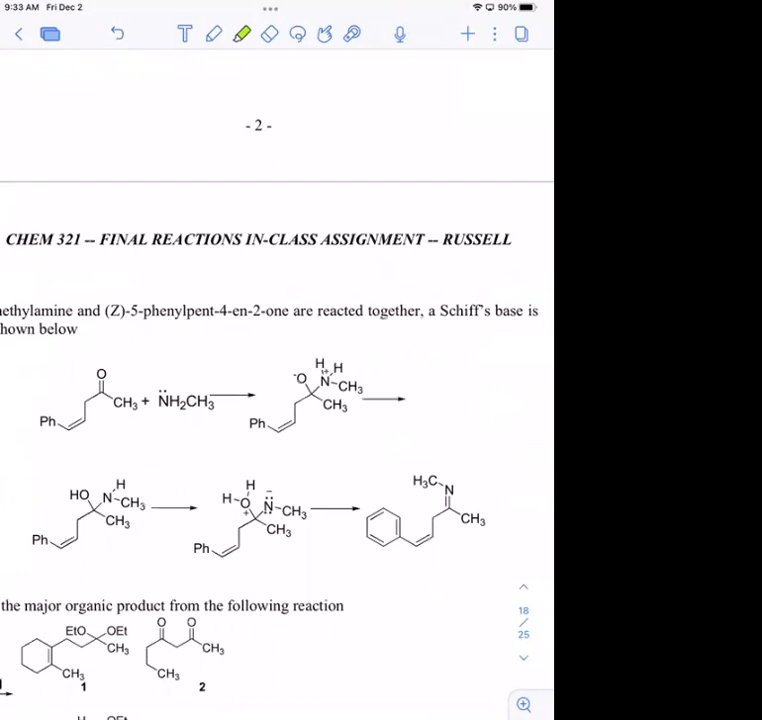 9:33 AM Fri Dec 2
90%
- 2 -
CHEM 321 -- FINAL REACTIONS IN-CLASS ASSIGNMENT -- RUSSELL
ethylamine and (Z)-5-phenylpent-4-en-2-one are reacted together, a Schiff's base is
hown below
O
CH3 + N̈H2CH3
Ph
H H
-O N+ CH3
CH3
Ph
HO N H
CH3
CH3
Ph
H
H-O+ N̈- CH3
CH3
Ph
H3C N
CH3
the major organic product from the following reaction
EtO OEt
CH3
CH3
1
O O
CH3
CH3
2
18
/
25
H OEt